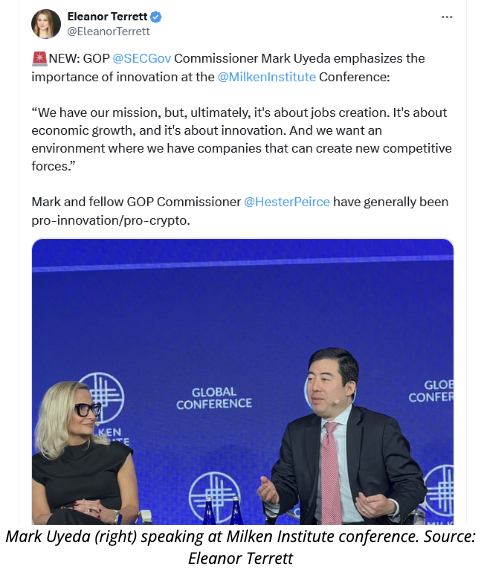 Eleanor Terrett
@EleanorTerrett
🚨NEW: GOP @SECGov Commissioner Mark Uyeda emphasizes the
importance of innovation at the @MilkenInstitute Conference:
“We have our mission, but, ultimately, it's about jobs creation. It's about
economic growth, and it's about innovation. And we want an
environment where we have companies that can create new competitive
forces.”
Mark and fellow GOP Commissioner @HesterPeirce have generally been
pro-innovation/pro-crypto.
GLOBAL
CONFERENCE
GLOB
CONFER
KEN
TE
MILK
Mark Uyeda (right) speaking at Milken Institute conference. Source:
Eleanor Terrett